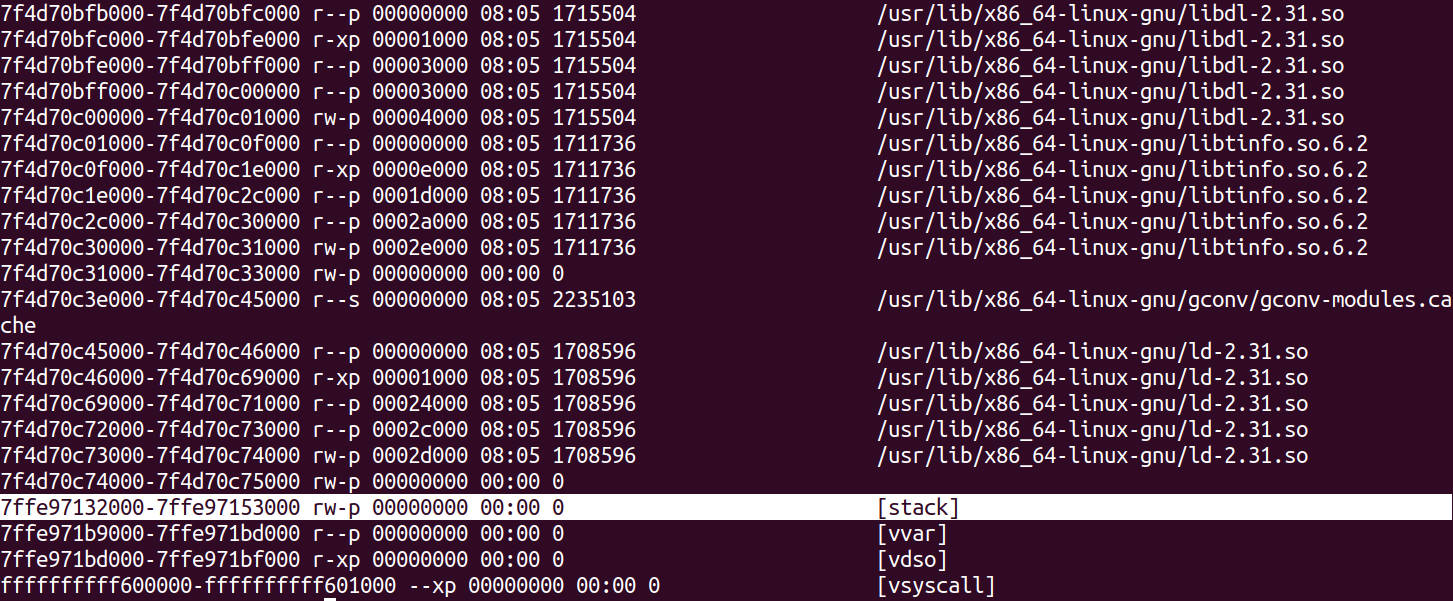 7f4d70bfb000-7f4d70bfc000 r--p 00000000 08:05 1715504 /usr/lib/x86_64-linux-gnu/libdl-2.31.so
7f4d70bfc000-7f4d70bfe000 r-xp 00001000 08:05 1715504 /usr/lib/x86_64-linux-gnu/libdl-2.31.so
7f4d70bfe000-7f4d70bff000 r--p 00003000 08:05 1715504 /usr/lib/x86_64-linux-gnu/libdl-2.31.so
7f4d70bff000-7f4d70c00000 r--p 00003000 08:05 1715504 /usr/lib/x86_64-linux-gnu/libdl-2.31.so
7f4d70c00000-7f4d70c01000 rw-p 00004000 08:05 1715504 /usr/lib/x86_64-linux-gnu/libdl-2.31.so
7f4d70c01000-7f4d70c0f000 r--p 00000000 08:05 1711736 /usr/lib/x86_64-linux-gnu/libtinfo.so.6.2
7f4d70c0f000-7f4d70c1e000 r-xp 0000e000 08:05 1711736 /usr/lib/x86_64-linux-gnu/libtinfo.so.6.2
7f4d70c1e000-7f4d70c2c000 r--p 0001d000 08:05 1711736 /usr/lib/x86_64-linux-gnu/libtinfo.so.6.2
7f4d70c2c000-7f4d70c30000 r--p 0002a000 08:05 1711736 /usr/lib/x86_64-linux-gnu/libtinfo.so.6.2
7f4d70c30000-7f4d70c31000 rw-p 0002e000 08:05 1711736 /usr/lib/x86_64-linux-gnu/libtinfo.so.6.2
7f4d70c31000-7f4d70c33000 rw-p 00000000 00:00 0
7f4d70c3e000-7f4d70c45000 r--s 00000000 08:05 2235103 /usr/lib/x86_64-linux-gnu/gconv/gconv-modules.ca
che
7f4d70c45000-7f4d70c46000 r--p 00000000 08:05 1708596 /usr/lib/x86_64-linux-gnu/ld-2.31.so
7f4d70c46000-7f4d70c69000 r-xp 00001000 08:05 1708596 /usr/lib/x86_64-linux-gnu/ld-2.31.so
7f4d70c69000-7f4d70c71000 r--p 00024000 08:05 1708596 /usr/lib/x86_64-linux-gnu/ld-2.31.so
7f4d70c72000-7f4d70c73000 r--p 0002c000 08:05 1708596 /usr/lib/x86_64-linux-gnu/ld-2.31.so
7f4d70c73000-7f4d70c74000 rw-p 0002d000 08:05 1708596 /usr/lib/x86_64-linux-gnu/ld-2.31.so
7f4d70c74000-7f4d70c75000 rw-p 00000000 00:00 0
7ffe97132000-7ffe97153000 rw-p 00000000 00:00 0 [stack]
7ffe971b9000-7ffe971bd000 r--p 00000000 00:00 0 [vvar]
7ffe971bd000-7ffe971bf000 r-xp 00000000 00:00 0 [vdso]
ffffffffff600000-ffffffffff601000 --xp 00000000 00:00 0 [vsyscall]